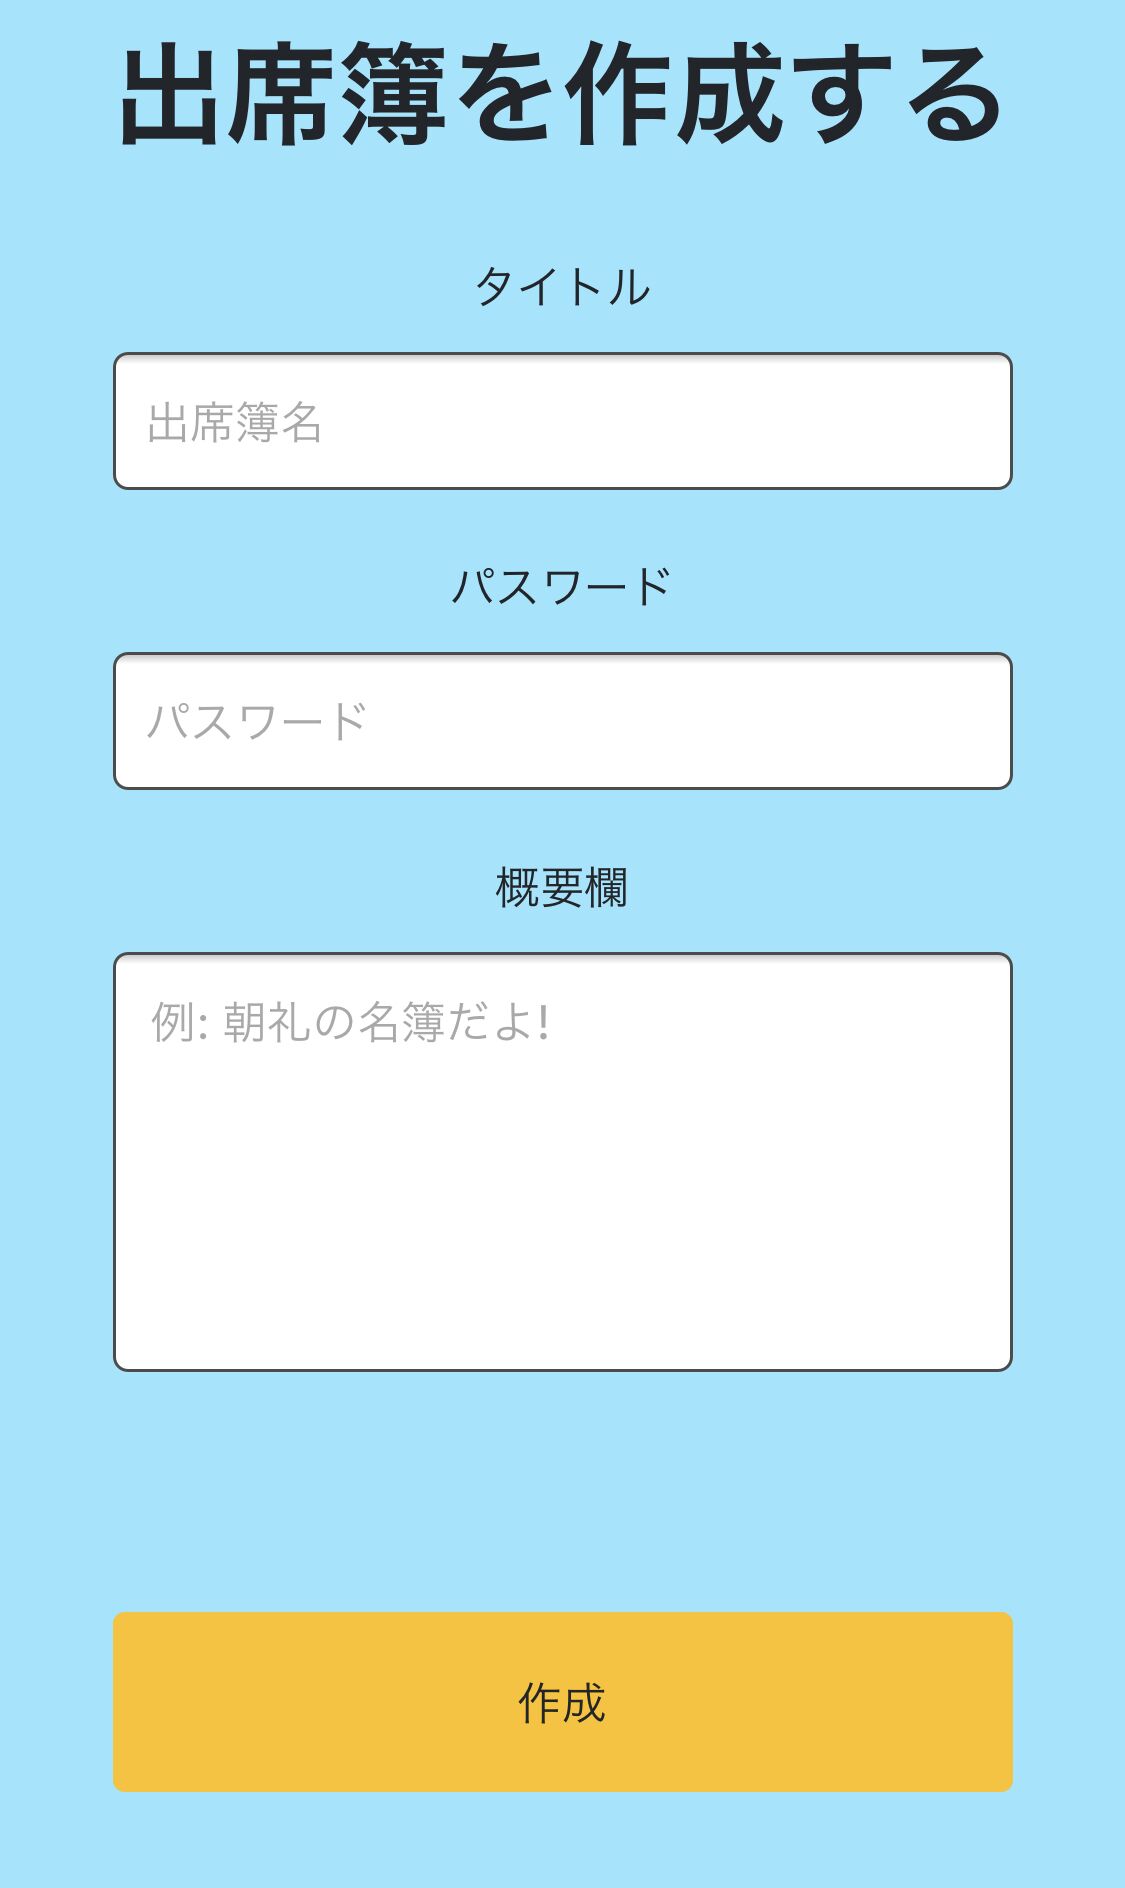 出席簿を作成する
タイトル
出席簿名
パスワード
パスワード
概要欄
例: 朝礼の名簿だよ!
作成